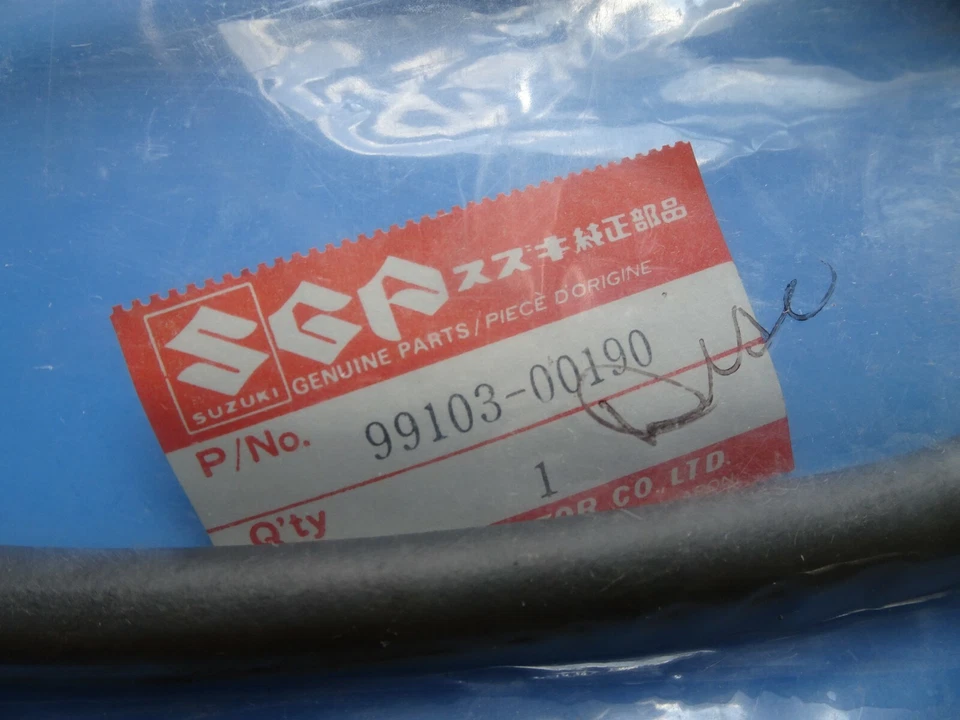 SUZUKI
SGP スズキ純正部品
GENUINE PARTS/PIECE D'ORIGINE
P/No. 99103-00190
Q'ty 1
CO., LTD.
JAPAN